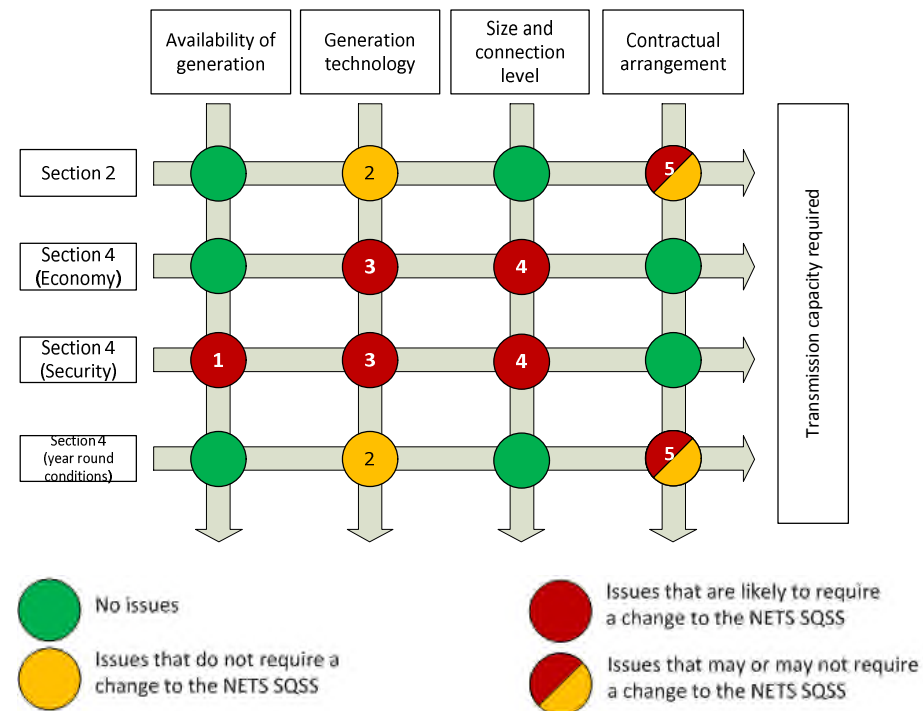 Availability of
generation
Generation
technology
Size and
connection
level
Contractual
arrangement
Section 2
2
5
Section 4
(Economy)
3
4
Section 4
(Security)
1
3
4
Section 4
(year round
conditions)
2
5
Transmission capacity required
No issues
Issues that do not require a
change to the NETS SQSS
Issues that are likely to require
a change to the NETS SQSS
Issues that may or may not require
a change to the NETS SQSS